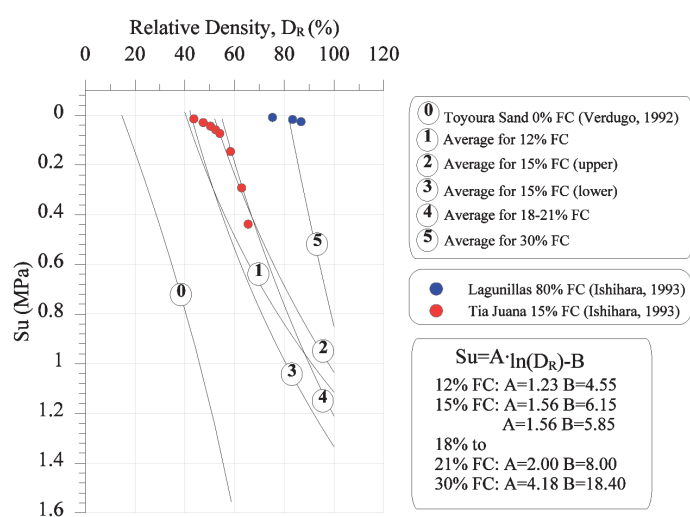 Relative Density, DR (%)
0 20 40 60 80 100 120
0
0.2
0.4
0.6
0.8
1
1.2
1.4
1.6
Su (MPa)
0
1
2
3
4
5
0 Toyoura Sand 0% FC (Verdugo, 1992)
1 Average for 12% FC
2 Average for 15% FC (upper)
3 Average for 15% FC (lower)
4 Average for 18-21% FC
5 Average for 30% FC
Lagunillas 80% FC (Ishihara, 1993)
Tia Juana 15% FC (Ishihara, 1993)
Su=A·ln(DR)-B
12% FC: A=1.23 B=4.55
15% FC: A=1.56 B=6.15
A=1.56 B=5.85
18% to
21% FC: A=2.00 B=8.00
30% FC: A=4.18 B=18.40